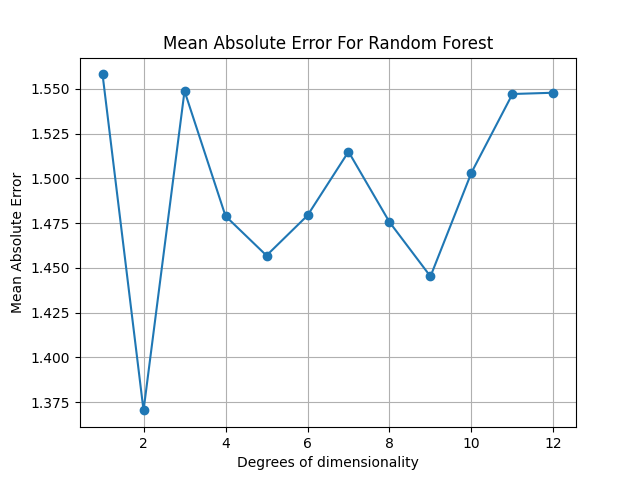 Mean Absolute Error For Random Forest
Mean Absolute Error
1.550
1.525
1.500
1.475
1.450
1.425
1.400
1.375
2 4 6 8 10 12
Degrees of dimensionality